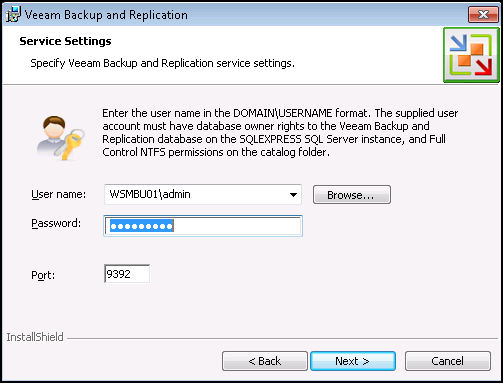 Veeam Backup and Replication
Service Settings
Specify Veeam Backup and Replication service settings.
Enter the user name in the DOMAIN\USERNAME format. The supplied user
account must have database owner rights to the Veeam Backup and
Replication database on the SQLEXPRESS SQL Server instance, and Full
Control NTFS permissions on the catalog folder.
User name: WSMBU01\admin Browse...
Password: ●●●●●●●●●
Port: 9392
InstallShield
< Back Next > Cancel